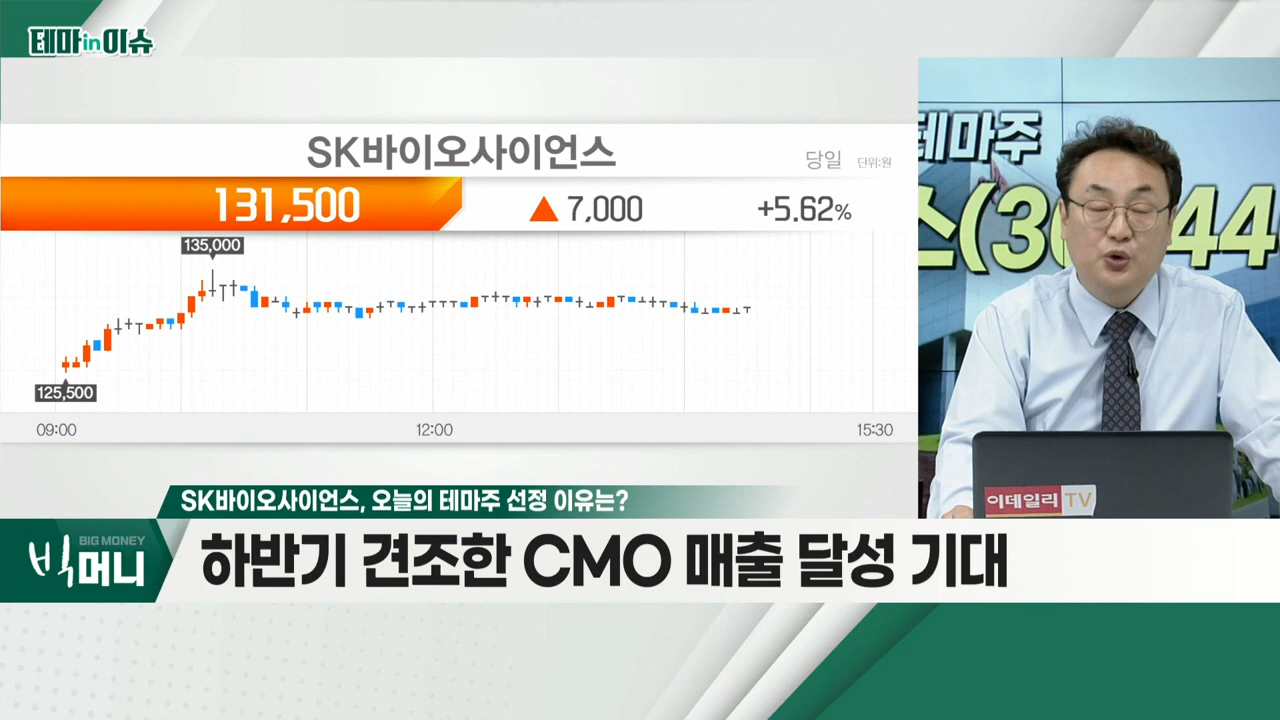 테마in이슈
SK바이오사이언스
당일 단위:원
131,500 ▲ 7,000 +5.62%
135,000
125,500
09:00 12:00 15:30
테마주
스(3 44
이데일리TV
SK바이오사이언스, 오늘의 테마주 선정 이유는?
BIG MONEY
빅머니
하반기 견조한 CMO 매출 달성 기대